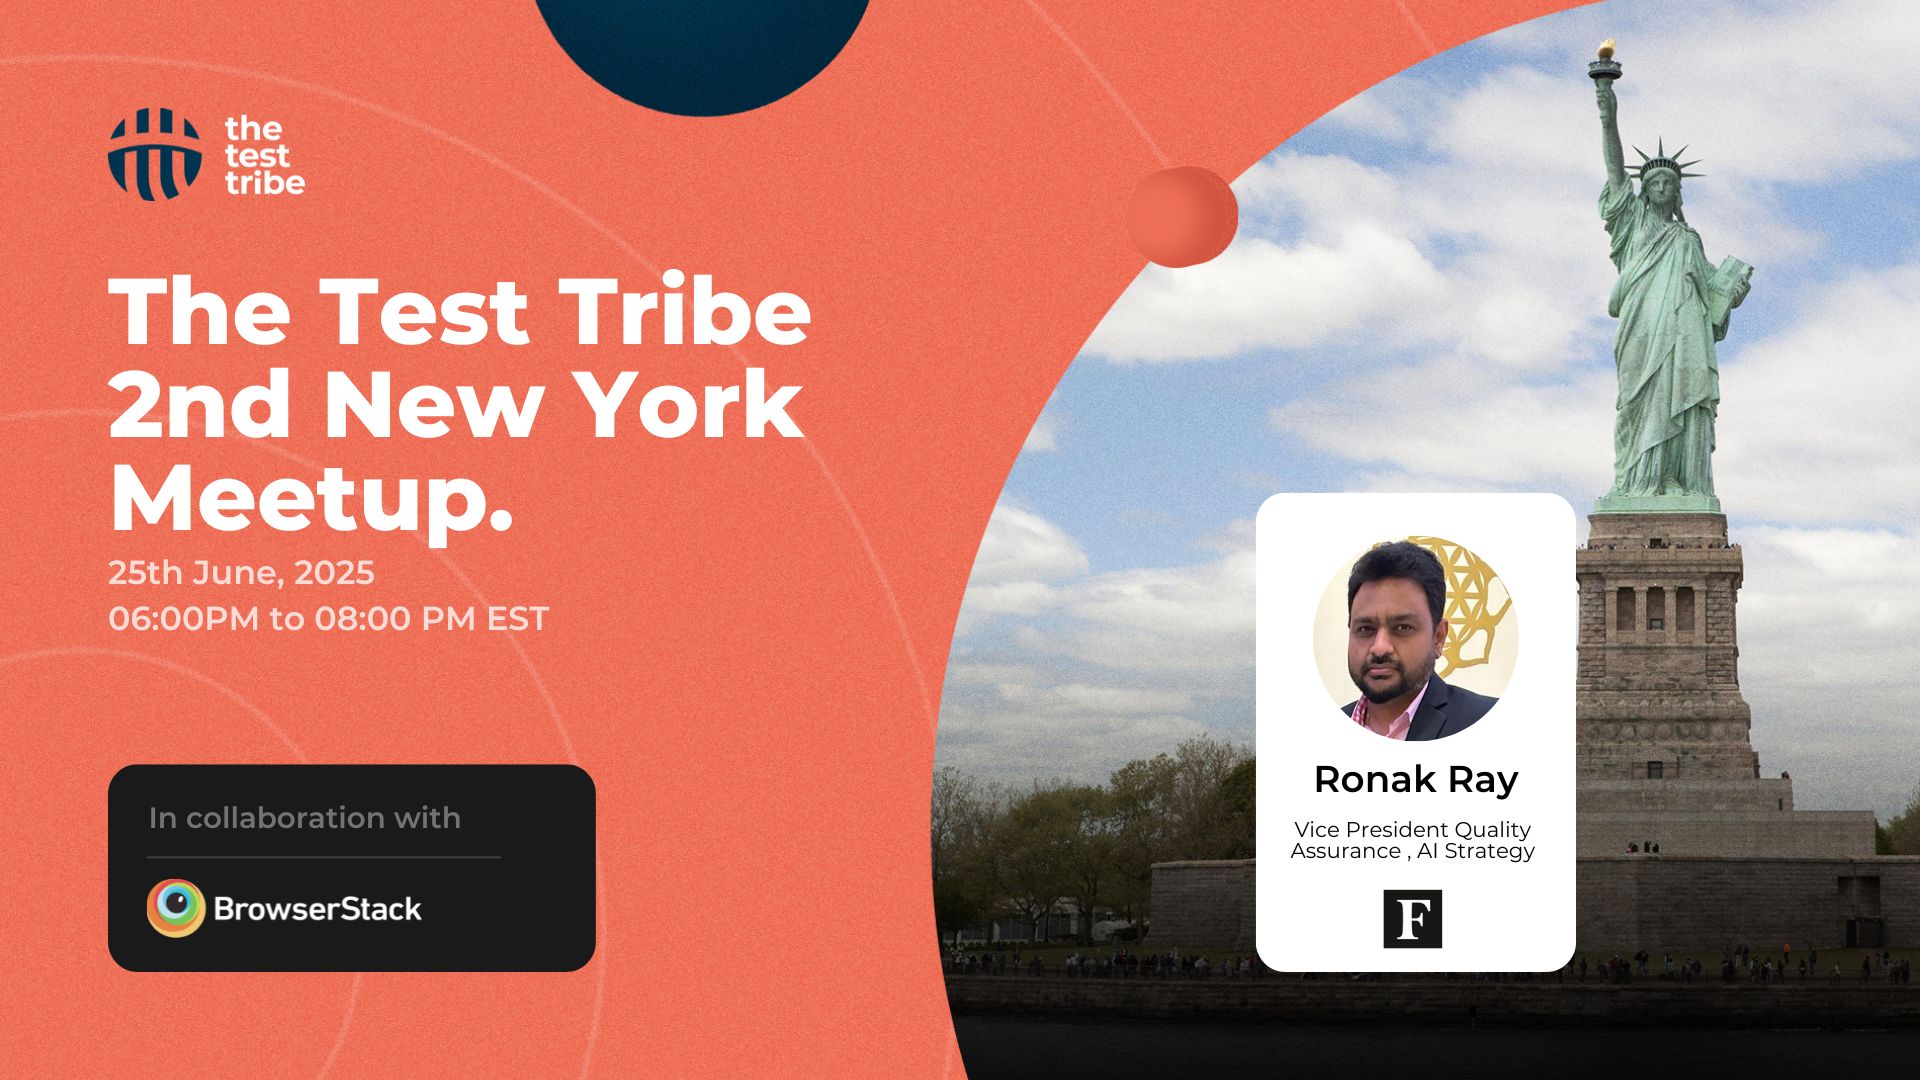 the
test
tribe
The Test Tribe
2nd New York
Meetup.
25th June, 2025
06:00PM to 08:00 PM EST
In collaboration with
BrowserStack
Ronak Ray
Vice President Quality
Assurance , AI Strategy
F